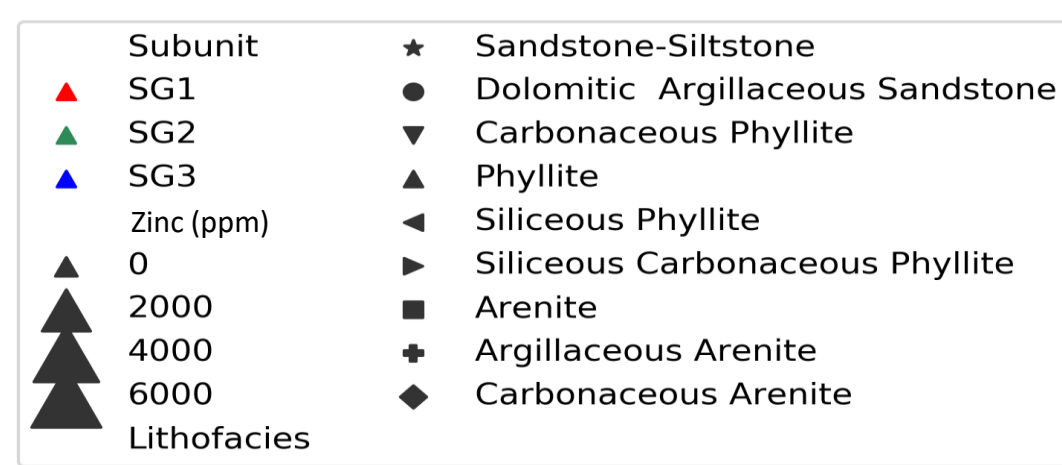 Subunit
SG1
SG2
SG3
Zinc (ppm)
0
2000
4000
6000
Lithofacies
Sandstone-Siltstone
Dolomitic  Argillaceous Sandstone
Carbonaceous Phyllite
Phyllite
Siliceous Phyllite
Siliceous Carbonaceous Phyllite
Arenite
Argillaceous Arenite
Carbonaceous Arenite